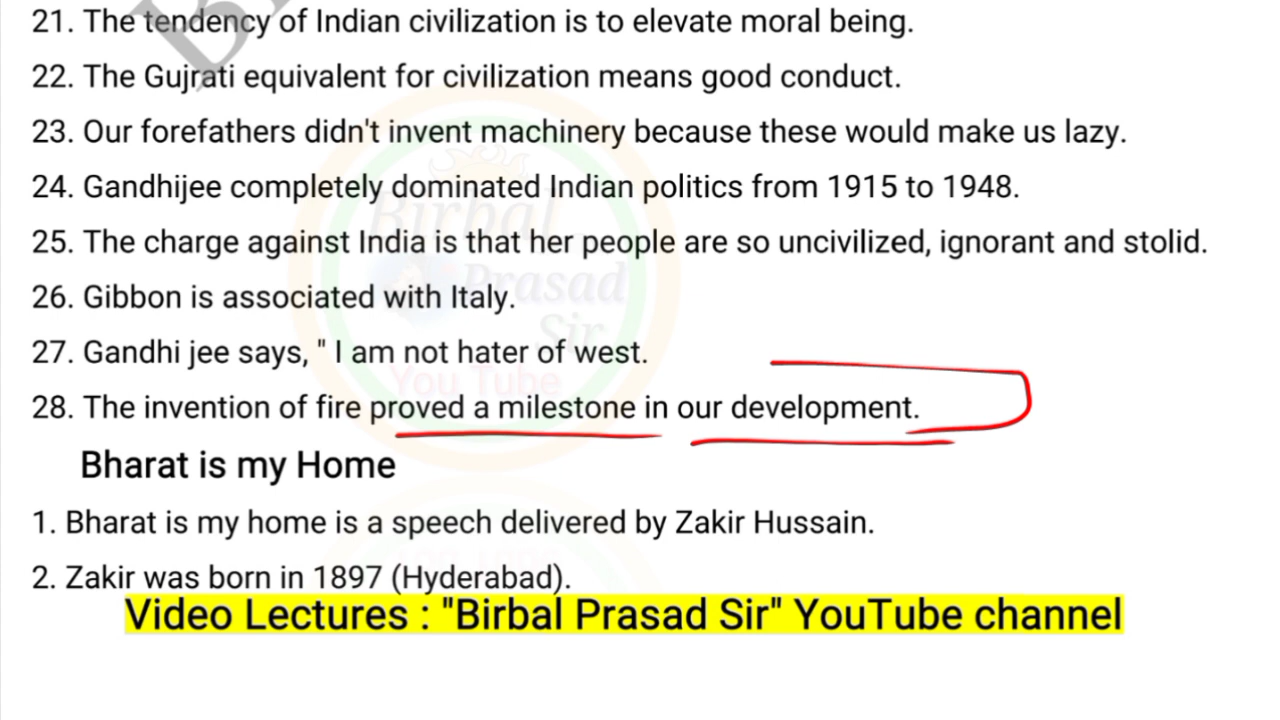 21. The tendency of Indian civilization is to elevate moral being.
22. The Gujrati equivalent for civilization means good conduct.
23. Our forefathers didn't invent machinery because these would make us lazy.
24. Gandhijee completely dominated Indian politics from 1915 to 1948.
25. The charge against India is that her people are so uncivilized, ignorant and stolid.
26. Gibbon is associated with Italy.
27. Gandhi jee says, " I am not hater of west.
28. The invention of fire proved a milestone in our development.
Birbal
Prasad
Sir
You Tube
Bharat is my Home
1. Bharat is my home is a speech delivered by Zakir Hussain.
2. Zakir was born in 1897 (Hyderabad).
Video Lectures : "Birbal Prasad Sir" YouTube channel